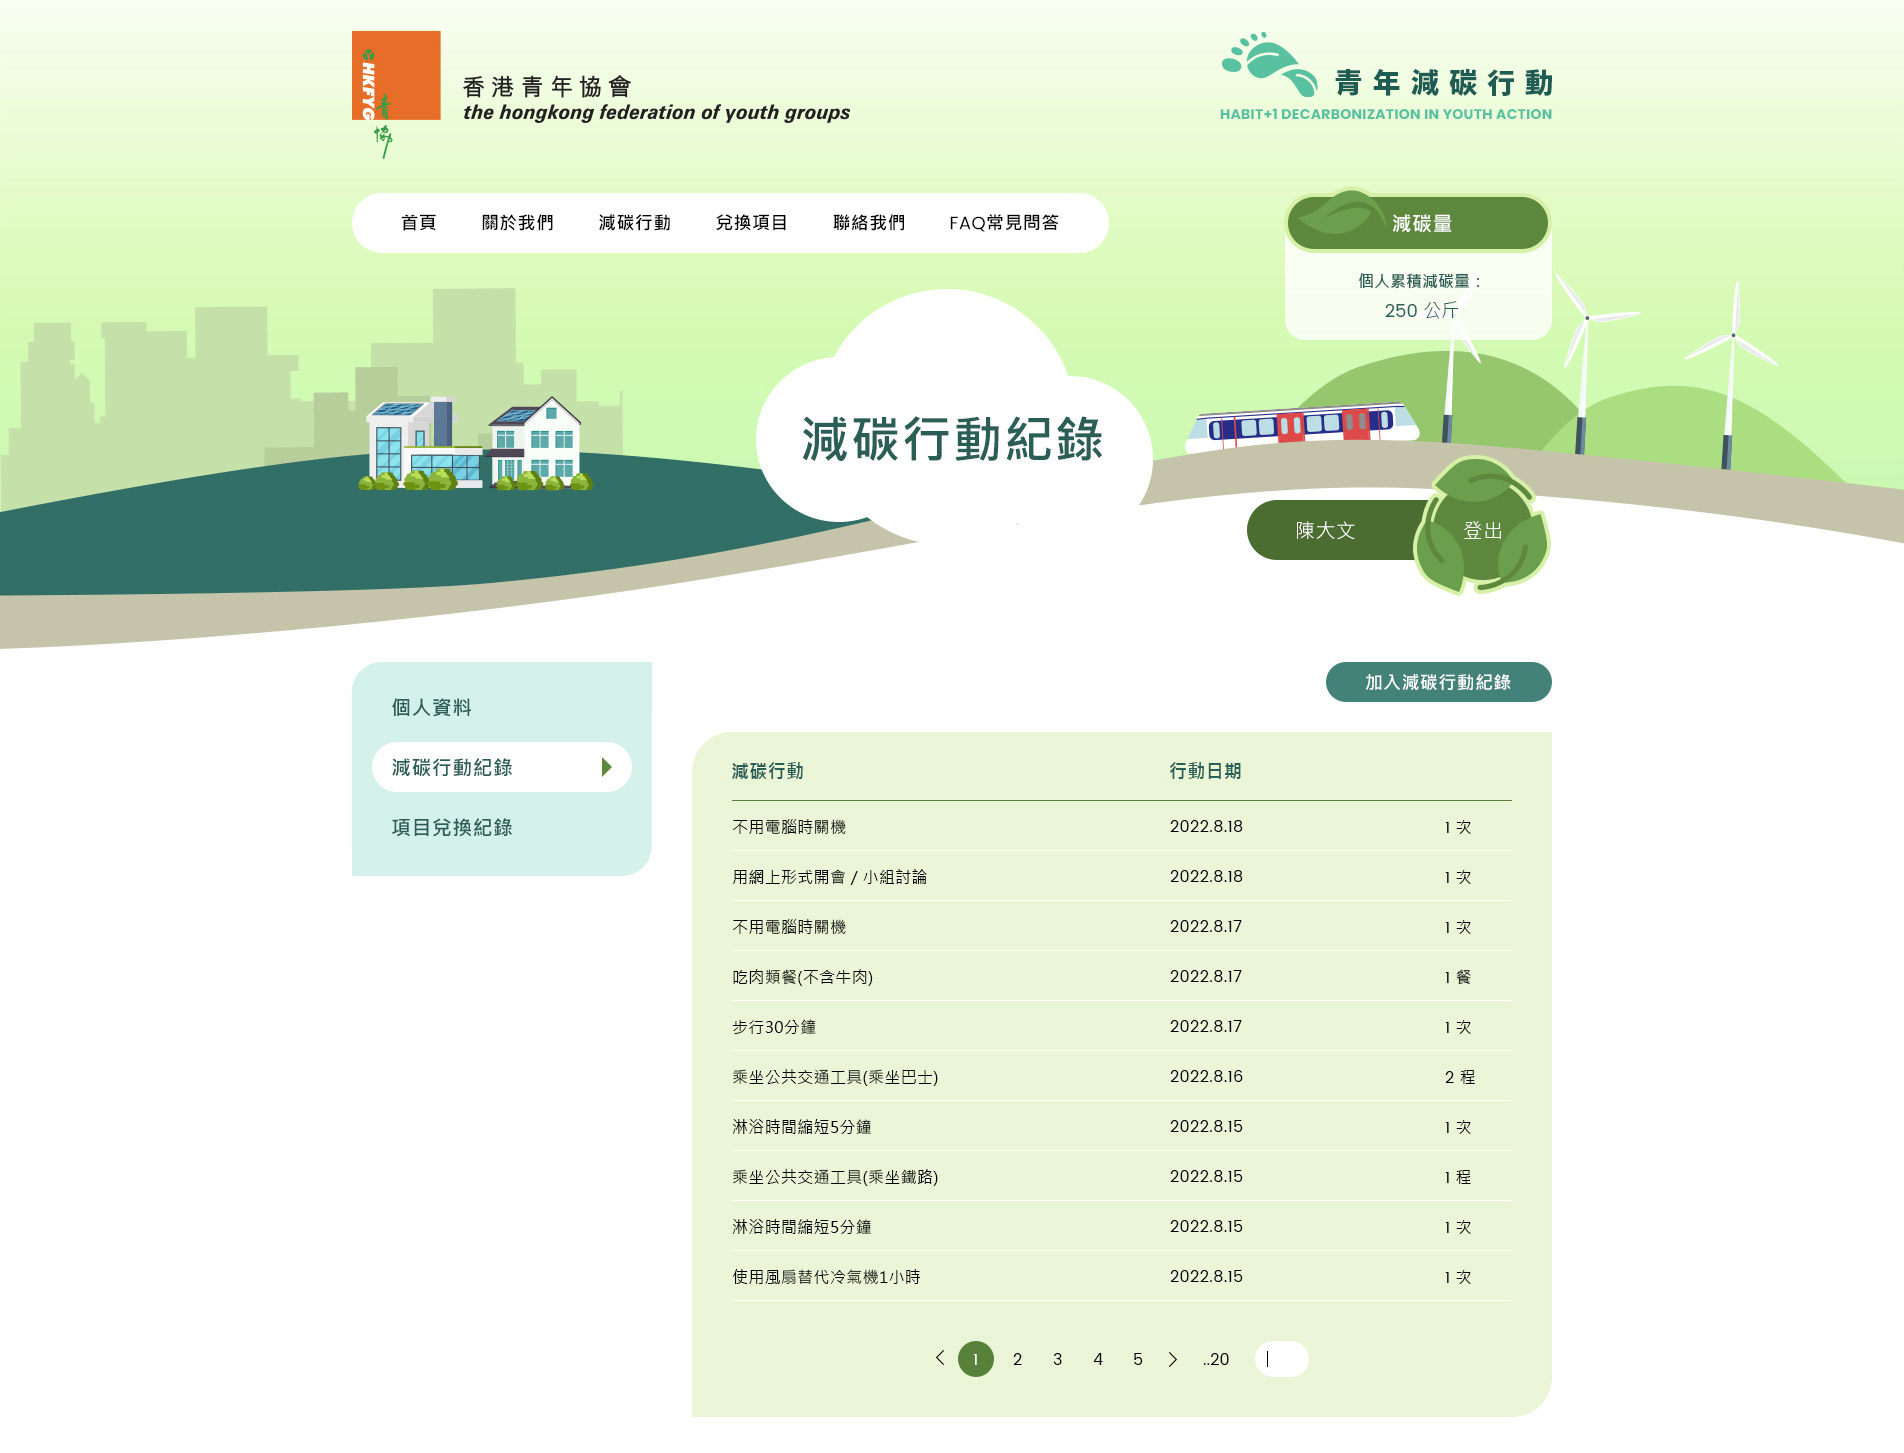 HKFYG
青協
香港青年協會
the hongkong federation of youth groups
青年減碳行動
HABIT+1 DECARBONIZATION IN YOUTH ACTION
首頁 關於我們 減碳行動 兌換項目 聯絡我們 FAQ常見問答
減碳量
個人累積減碳量：
250 公斤
減碳行動紀錄
陳大文 登出
個人資料
減碳行動紀錄
項目兌換紀錄
加入減碳行動紀錄
減碳行動 行動日期
不用電腦時關機 2022.8.18 1 次
用網上形式開會 / 小組討論 2022.8.18 1 次
不用電腦時關機 2022.8.17 1 次
吃肉類餐(不含牛肉) 2022.8.17 1 餐
步行30分鐘 2022.8.17 1 次
乘坐公共交通工具(乘坐巴士) 2022.8.16 2 程
淋浴時間縮短5分鐘 2022.8.15 1 次
乘坐公共交通工具(乘坐鐵路) 2022.8.15 1 程
淋浴時間縮短5分鐘 2022.8.15 1 次
使用風扇替代冷氣機1小時 2022.8.15 1 次
1 2 3 4 5 ..20